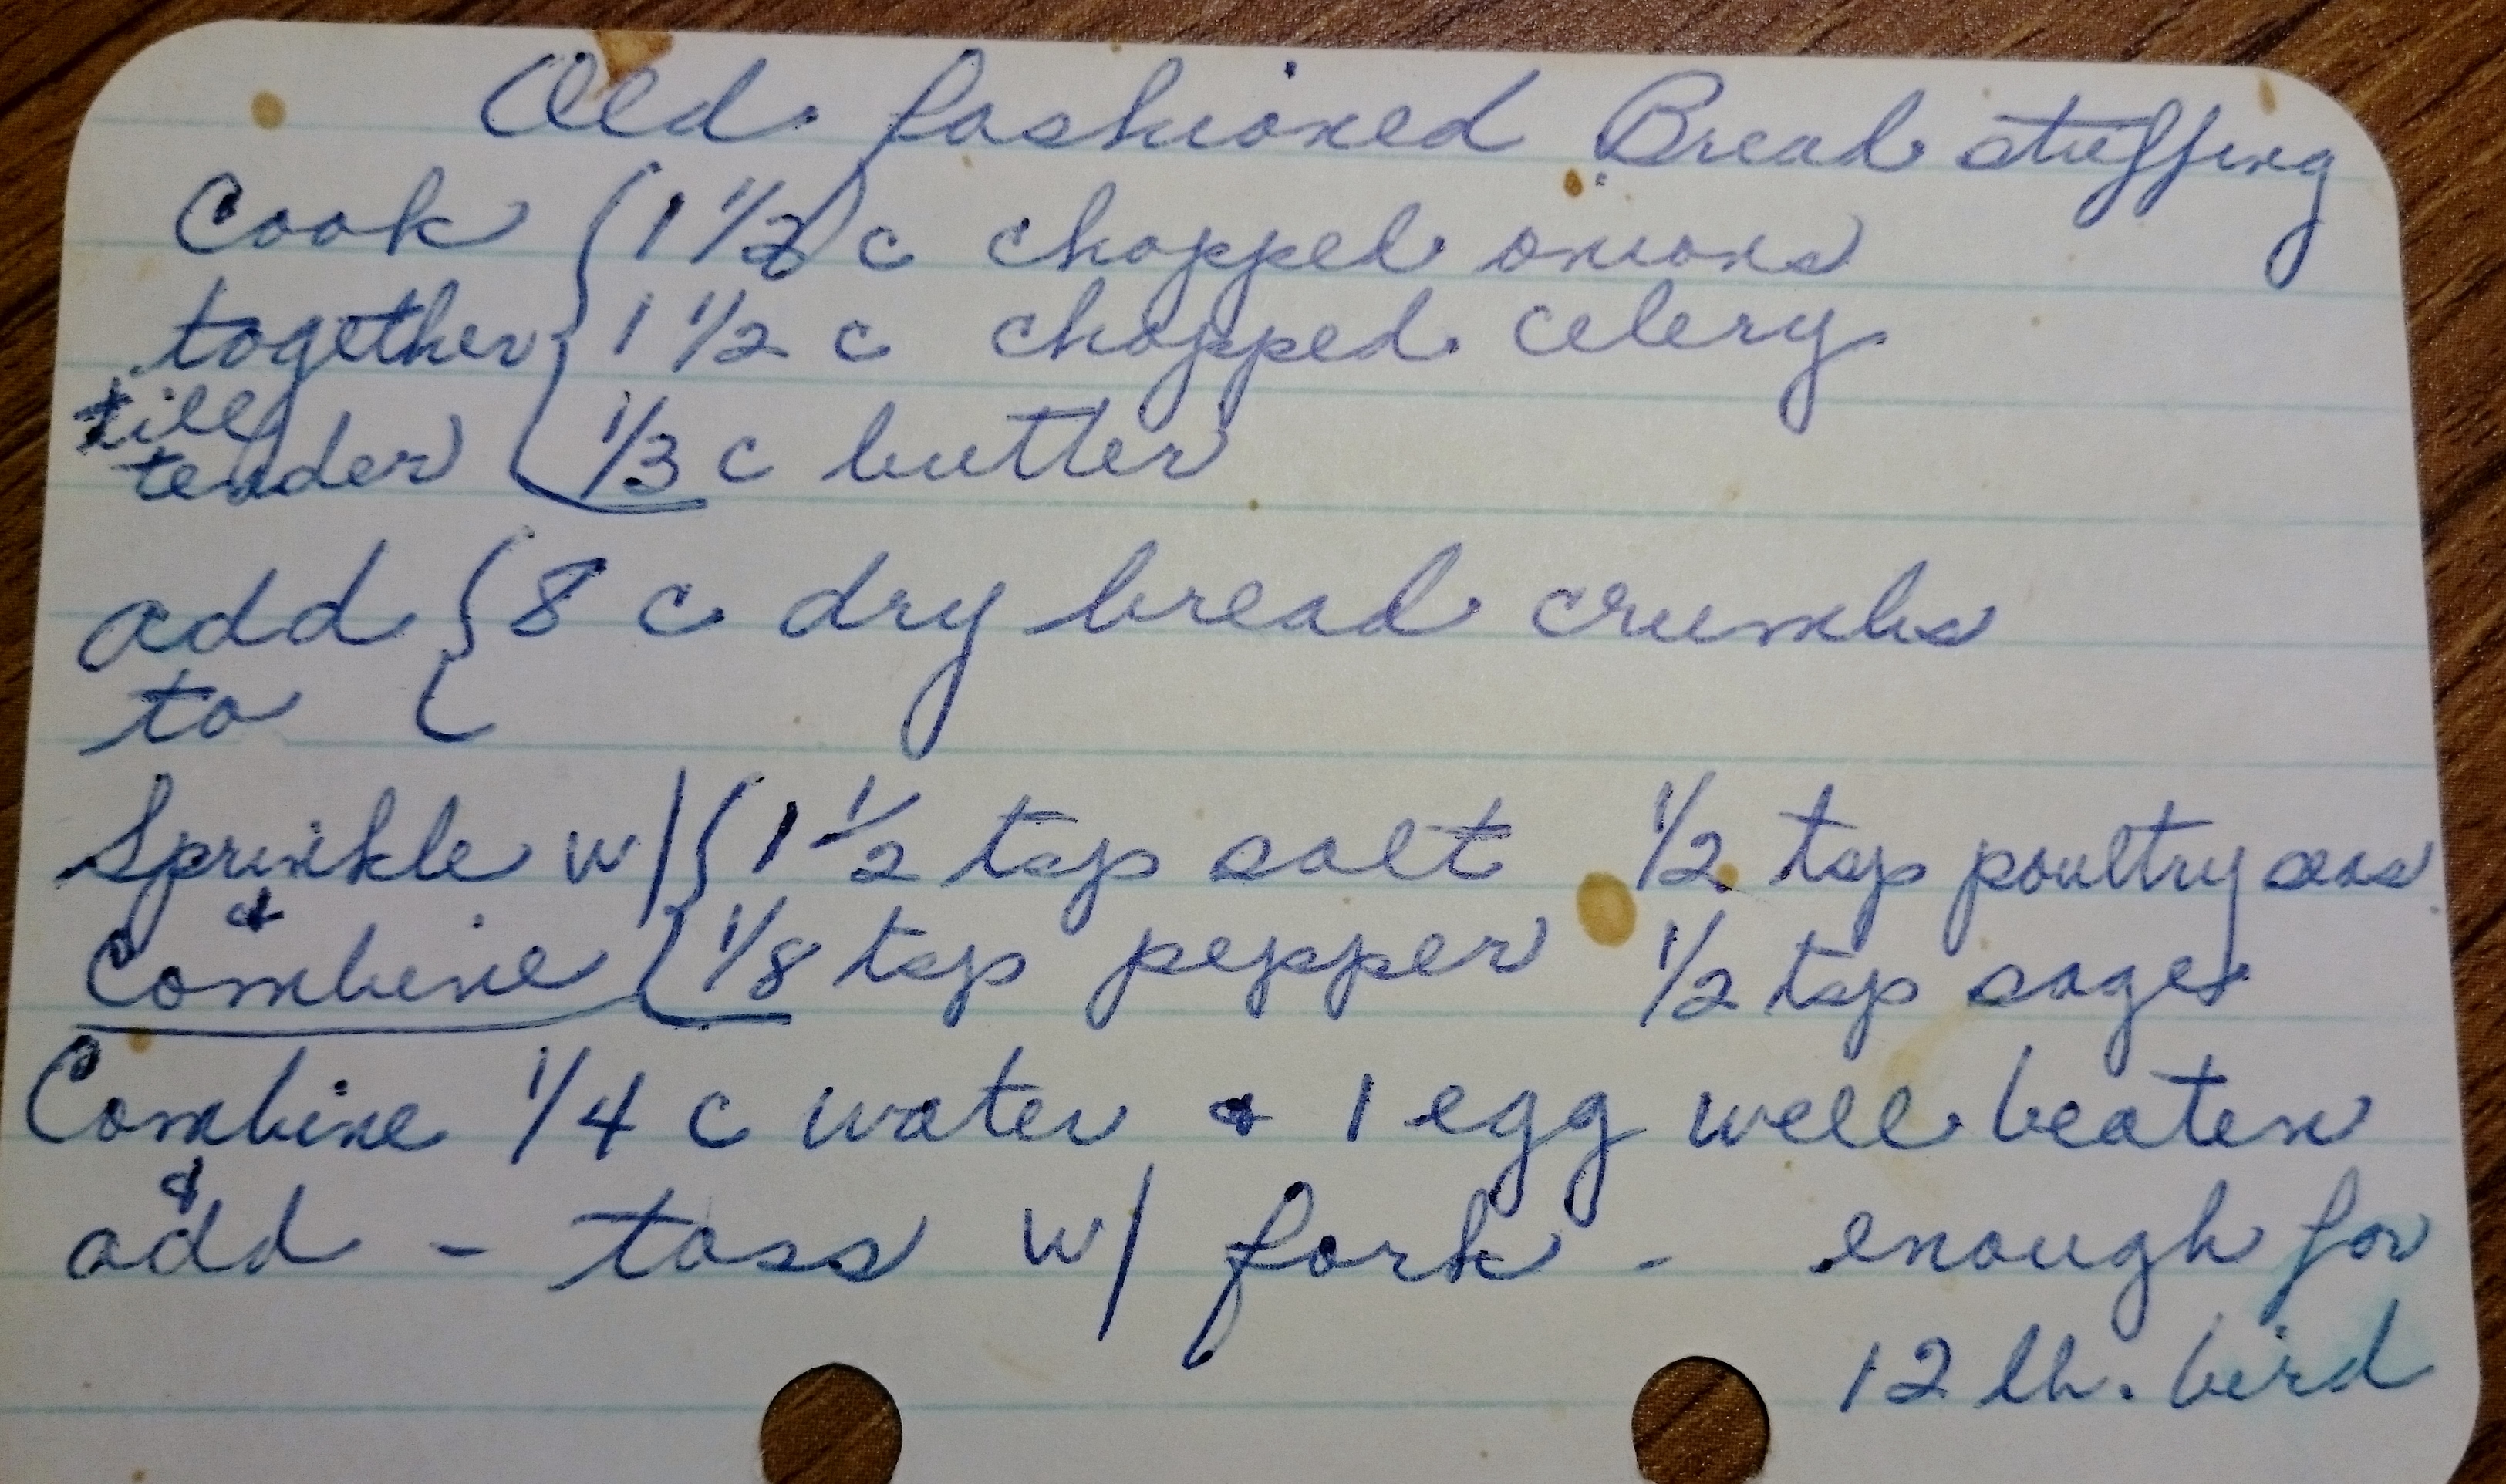 Old fashioned Bread stuffing
Cook { 1 1/2 c chopped onions
together { 1 1/2 c chopped celery
till
tender { 1/3 c butter
add { 8 c dry bread crumbs
to {
Sprinkle w/ { 1 1/2 tsp salt 1/2 tsp poultry seas
&
Combine { 1/8 tsp pepper 1/2 tsp sage
Combine 1/4 c water & 1 egg well beaten
&
add - toss w/ fork - enough for
12 lb. bird